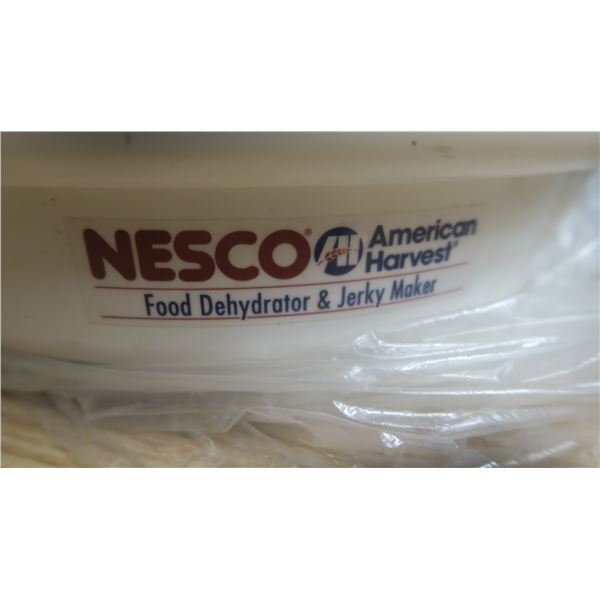 NESCO® American
Harvest®
Food Dehydrator & Jerky Maker